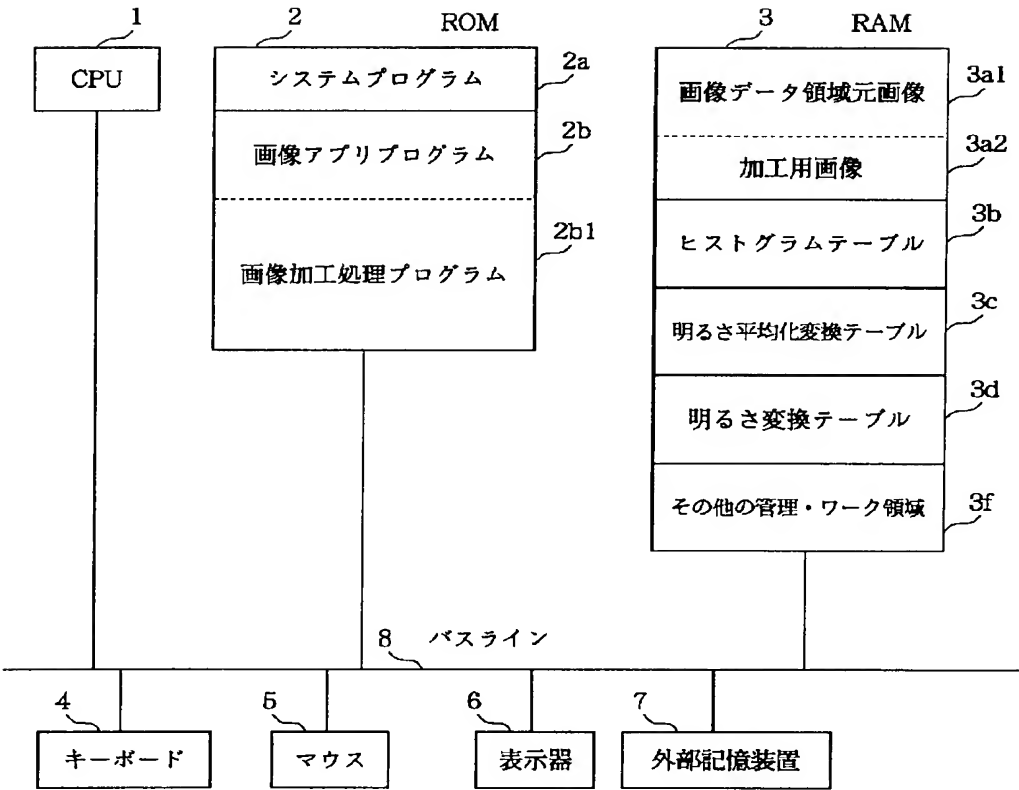 1
CPU
2 ROM
システムプログラム
2a
画像アプリプログラム
2b
画像加工処理プログラム
2b1
3 RAM
画像データ領域元画像
3a1
加工用画像
3a2
ヒストグラムテーブル
3b
明るさ平均化変換テーブル
3c
明るさ変換テーブル
3d
その他の管理・ワーク領域
3f
8 バスライン
4
キーボード
5
マウス
6
表示器
7
外部記憶装置